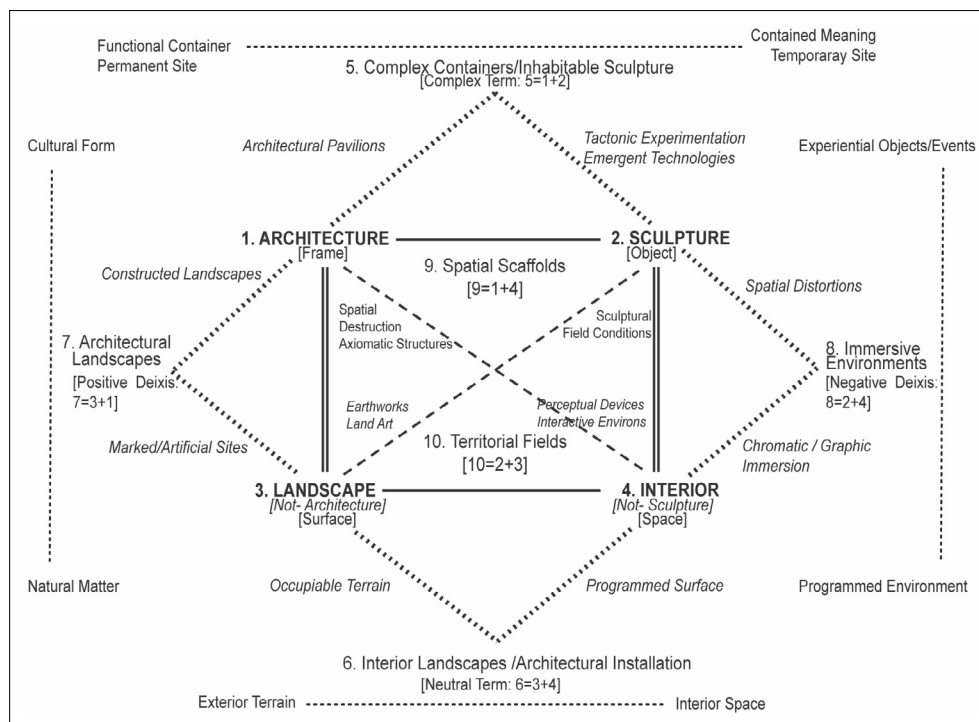 Functional Container
Permanent Site
Contained Meaning
Temporaray Site
5. Complex Containers/Inhabitable Sculpture
[Complex Term: 5=1+2]
Cultural Form
Architectural Pavilions
Tactonic Experimentation
Emergent Technologies
Experiential Objects/Events
1. ARCHITECTURE
[Frame]
2. SCULPTURE
[Object]
Constructed Landscapes
9. Spatial Scaffolds
[9=1+4]
Spatial Distortions
Spatial
Destruction
Axiomatic Structures
Sculptural
Field Conditions
7. Architectural
Landscapes
[Positive Deixis:
7=3+1]
8. Immersive
Environments
[Negative Deixis:
8=2+4]
Earthworks
Land Art
Perceptual Devices
Interactive Environs
Marked/Artificial Sites
10. Territorial Fields
[10=2+3]
Chromatic / Graphic
Immersion
3. LANDSCAPE
[Not- Architecture]
[Surface]
4. INTERIOR
[Not- Sculpture]
[Space]
Natural Matter
Occupiable Terrain
Programmed Surface
Programmed Environment
6. Interior Landscapes /Architectural Installation
[Neutral Term: 6=3+4]
Exterior Terrain
Interior Space